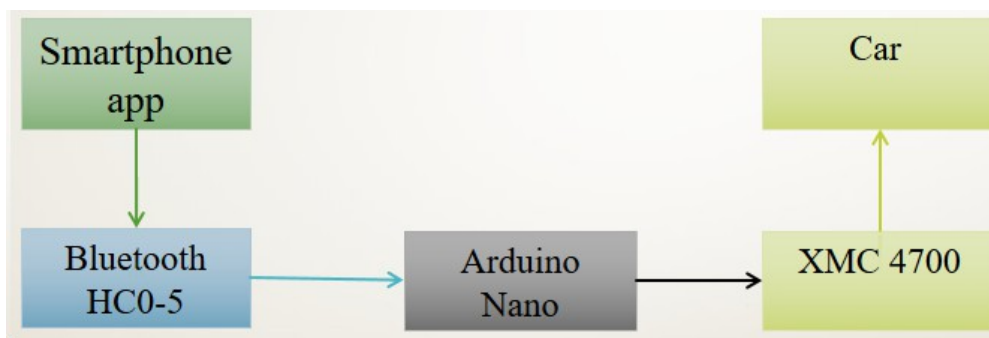 Smartphone
app
Car
Bluetooth
HC0-5
Arduino
Nano
XMC 4700